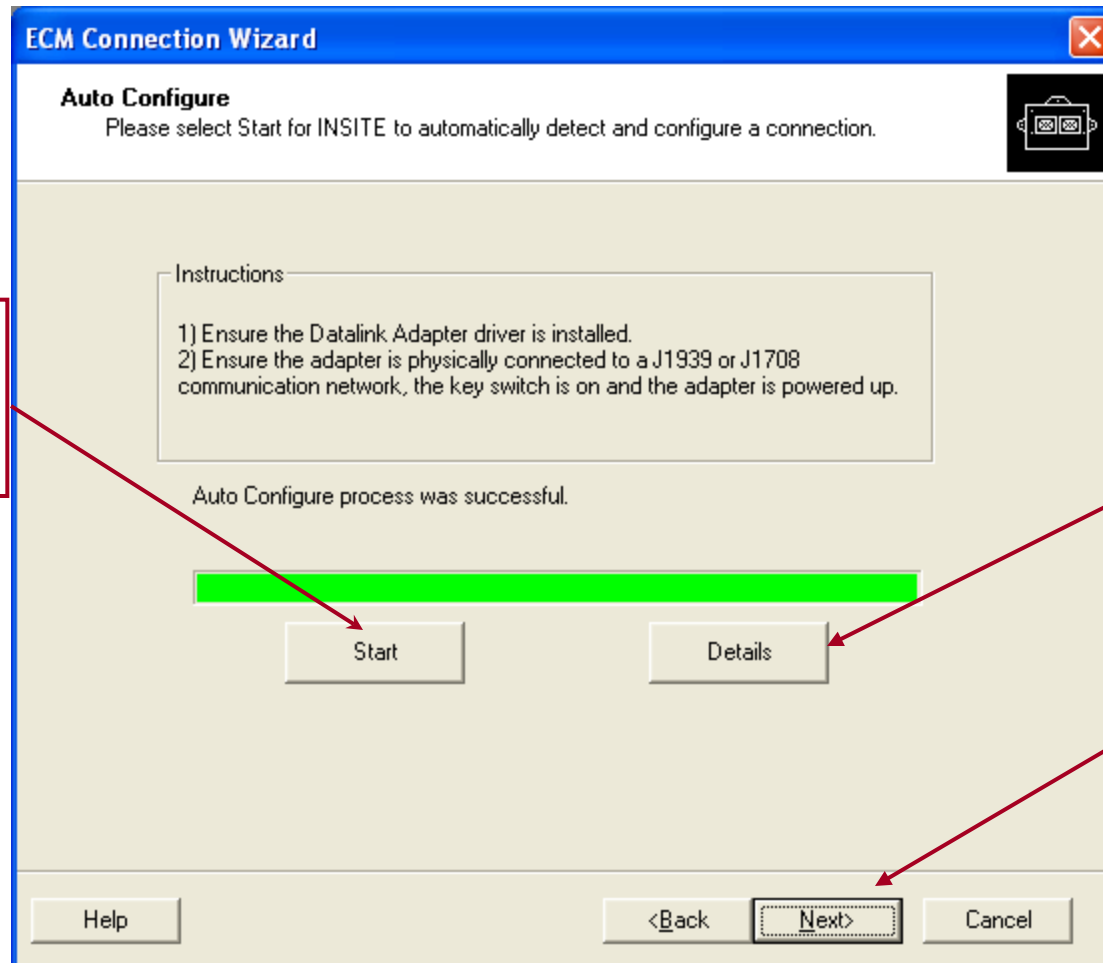 ECM Connection Wizard
Auto Configure
Please select Start for INSITE to automatically detect and configure a connection.
Instructions
1) Ensure the Datalink Adapter driver is installed.
2) Ensure the adapter is physically connected to a J1939 or J1708
communication network, the key switch is on and the adapter is powered up.
Auto Configure process was successful.
Start
Details
Help
<Back
Next>
Cancel